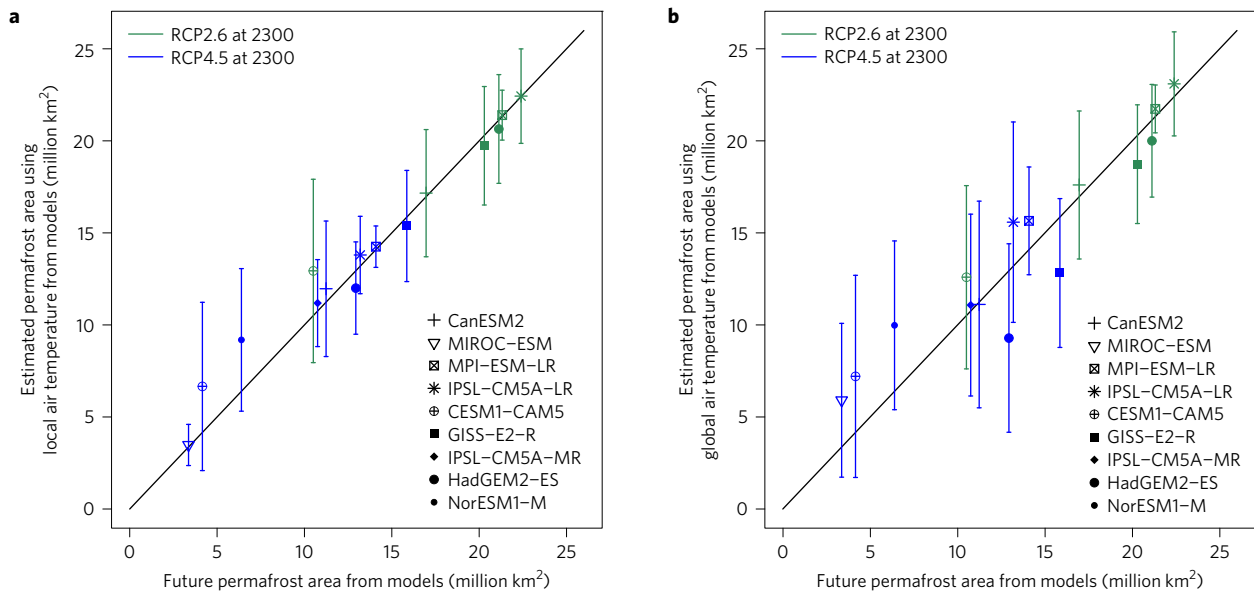 a
Estimated permafrost area using
local air temperature from models (million km²)
25
20
15
10
5
0
RCP2.6 at 2300
RCP4.5 at 2300
CanESM2
MIROC−ESM
MPI−ESM−LR
IPSL−CM5A−LR
CESM1−CAM5
GISS−E2−R
IPSL−CM5A−MR
HadGEM2−ES
NorESM1−M
0 5 10 15 20 25
Future permafrost area from models (million km²)
b
Estimated permafrost area using
global air temperature from models (million km²)
25
20
15
10
5
0
RCP2.6 at 2300
RCP4.5 at 2300
CanESM2
MIROC−ESM
MPI−ESM−LR
IPSL−CM5A−LR
CESM1−CAM5
GISS−E2−R
IPSL−CM5A−MR
HadGEM2−ES
NorESM1−M
0 5 10 15 20 25
Future permafrost area from models (million km²)